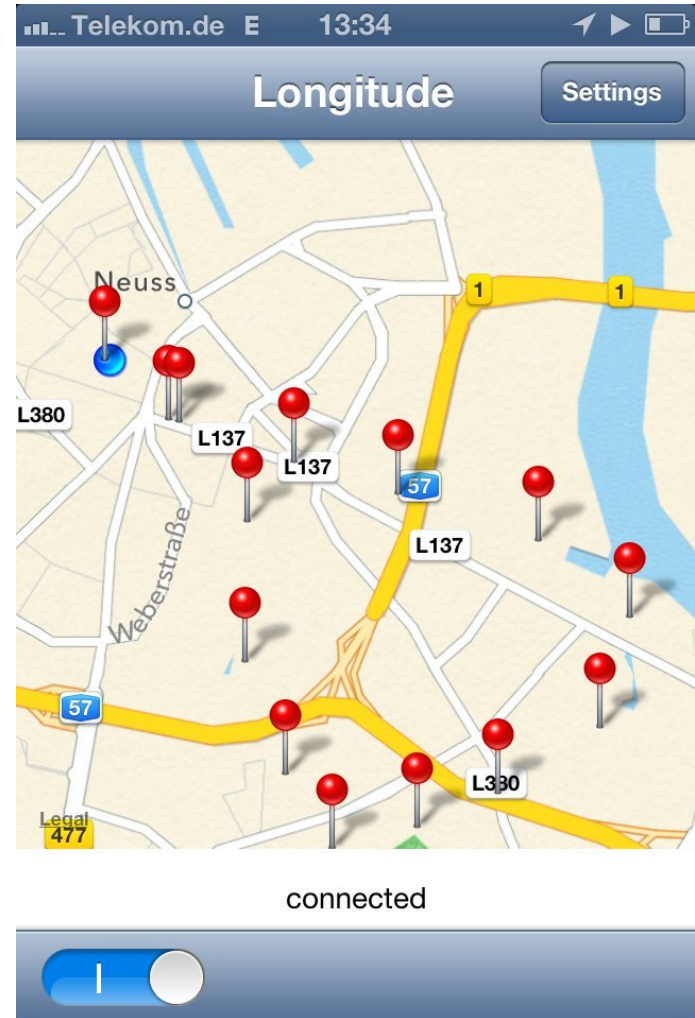 Telekom.de E 13:34
Longitude
Settings
Neuss
1
1
L380
L137
L137
57
L137
Weberstraße
57
L380
Legal
477
connected